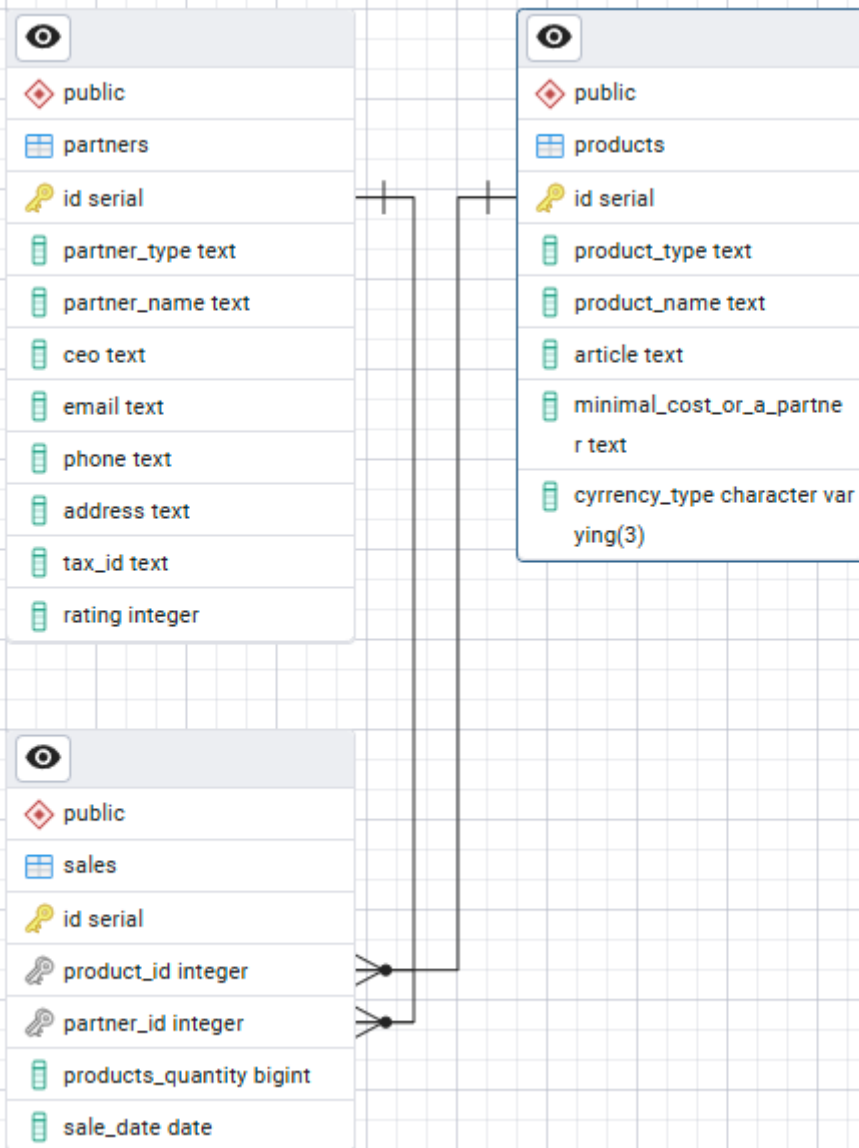 public
partners
id serial
partner_type text
partner_name text
ceo text
email text
phone text
address text
tax_id text
rating integer
public
products
id serial
product_type text
product_name text
article text
minimal_cost_or_a_partne
r text
cyrrency_type character var
ying(3)
public
sales
id serial
product_id integer
partner_id integer
products_quantity bigint
sale_date date